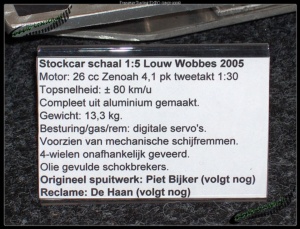 Stockcar schaal 1:5 Louw Wobbes 2005
Motor: 26 cc Zenoah 4,1 pk tweetakt 1:30
Topsnelheid: ± 80 km/u
Compleet uit aluminium gemaakt.
Gewicht: 13,3 kg.
Besturing/gas/rem: digitale servo's.
Voorzien van mechanische schijfremmen.
4-wielen onafhankelijk geveerd.
Olie gevulde schokbrekers.
Origineel spuitwerk: Piet Bijker (volgt nog)
Reclame: De Haan (volgt nog)